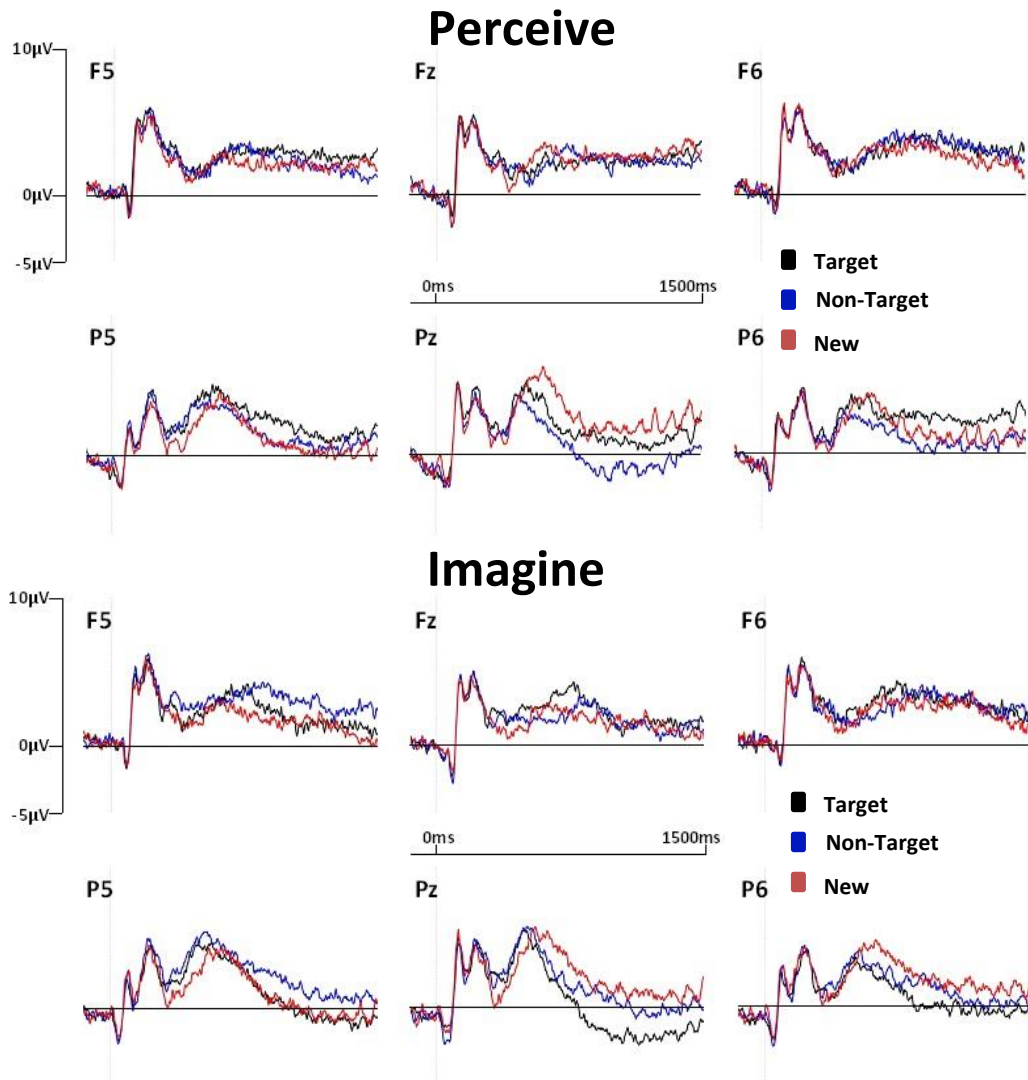 Perceive
10µV
F5
Fz
F6
0µV
-5µV
Target
Non-Target
New
0ms
1500ms
P5
Pz
P6
Imagine
10µV
F5
Fz
F6
0µV
-5µV
Target
Non-Target
New
0ms
1500ms
P5
Pz
P6